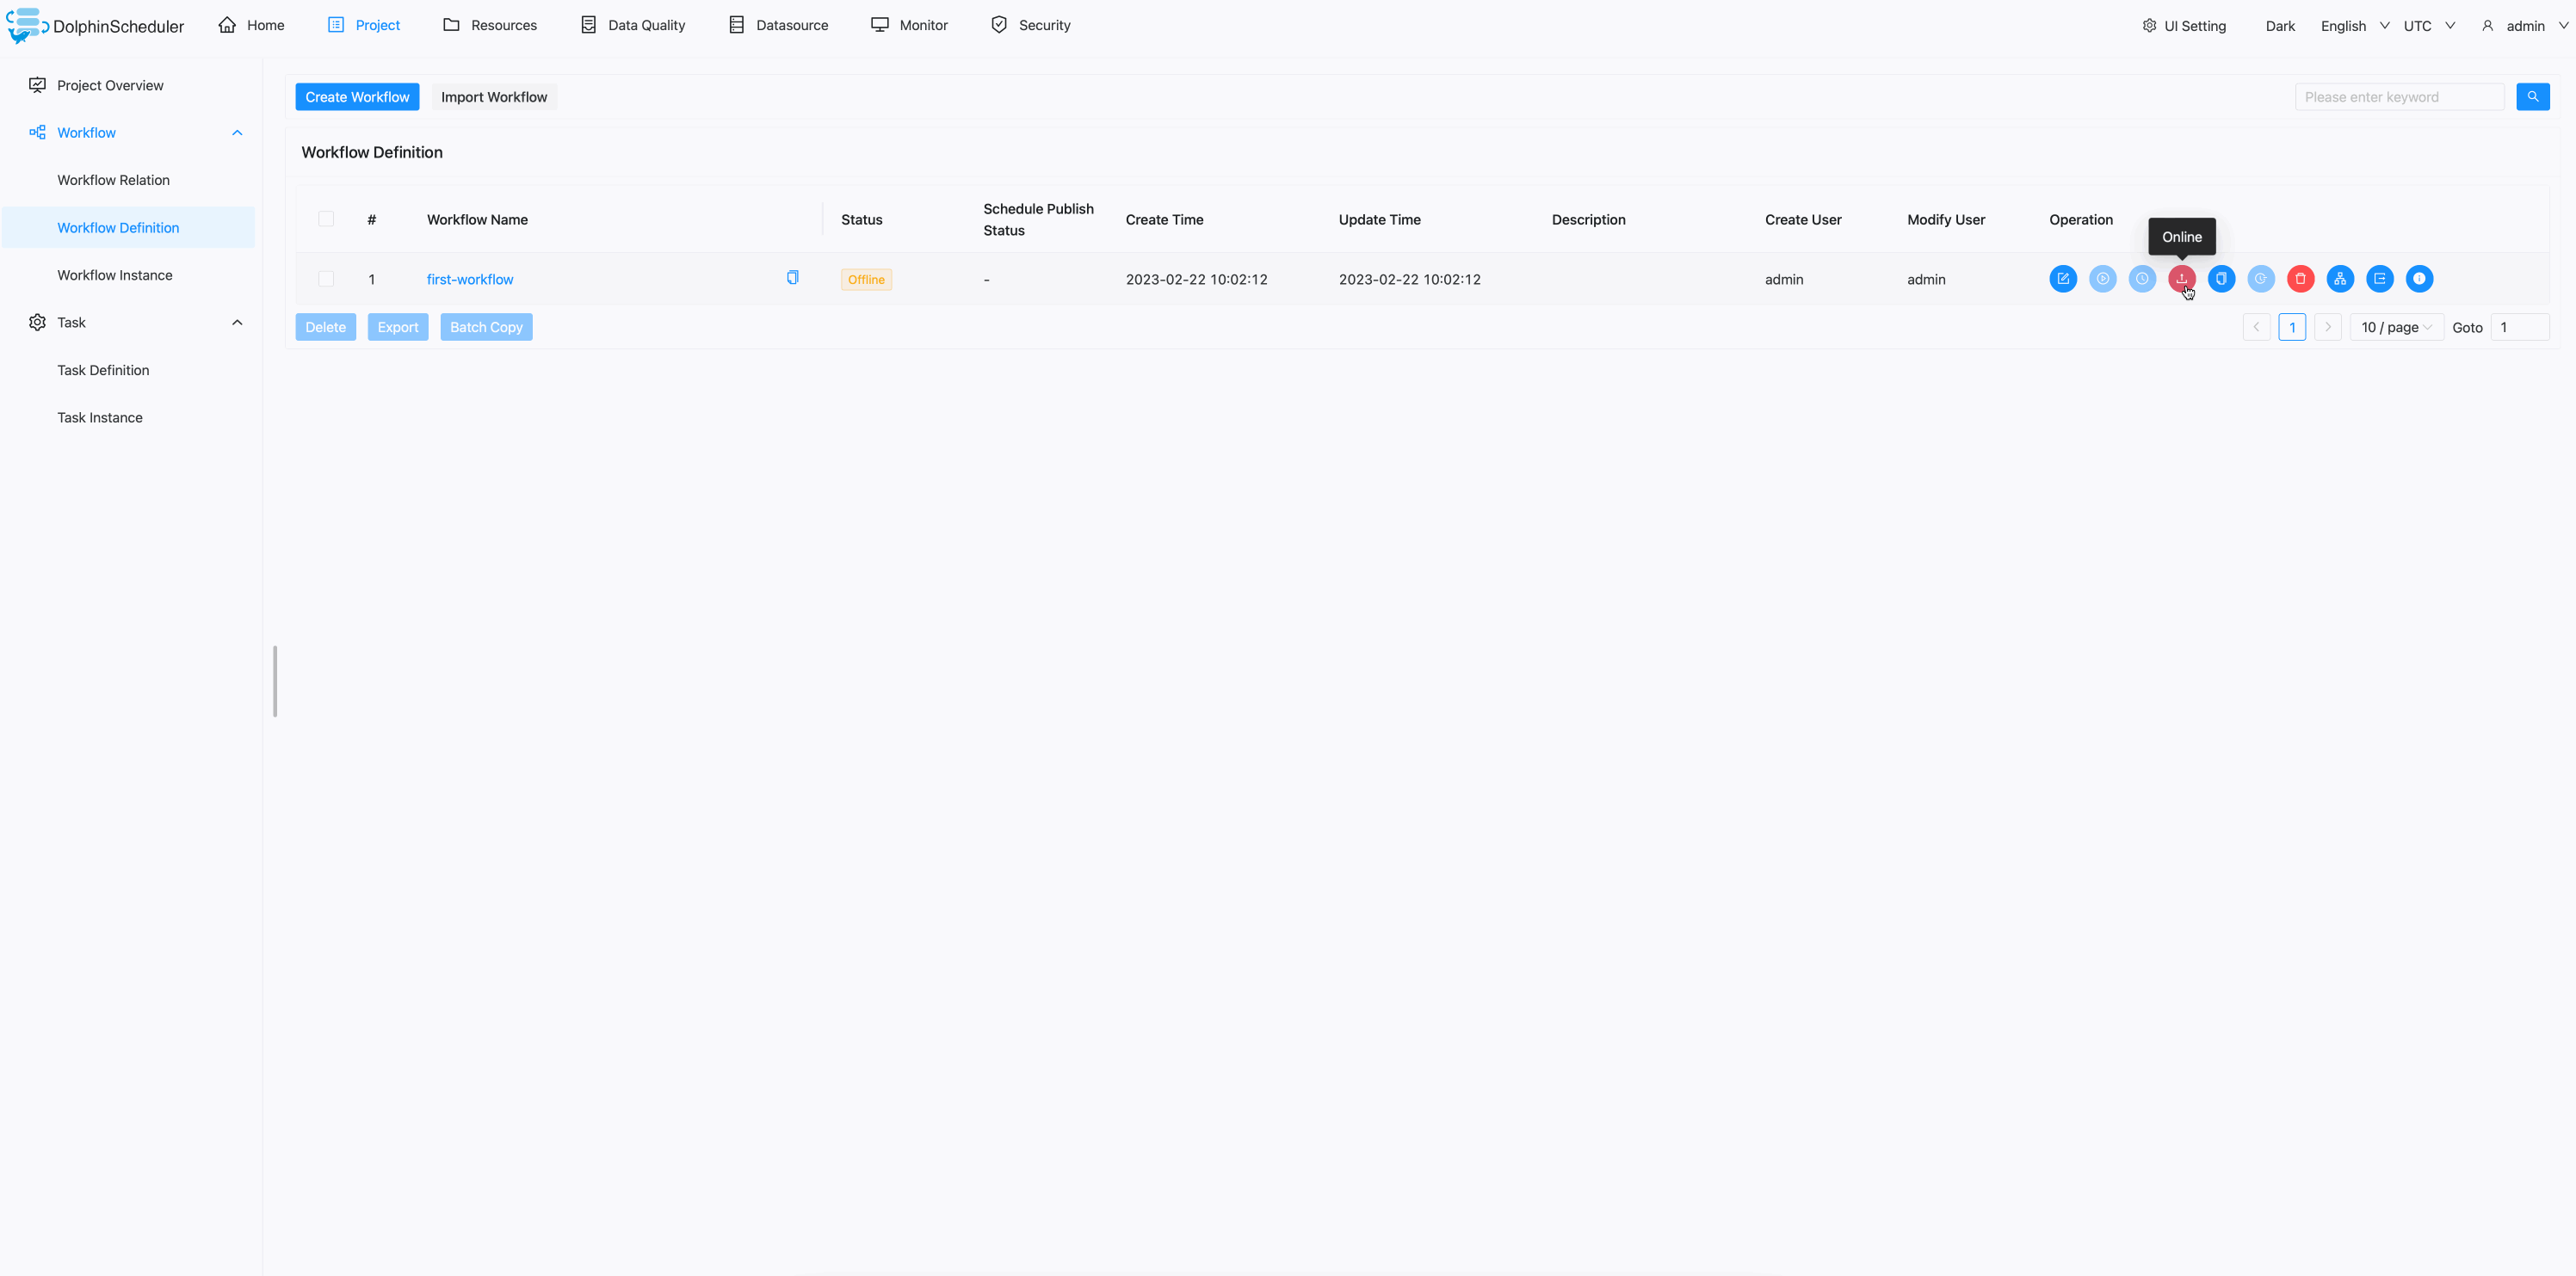 DolphinScheduler
Home
Project
Resources
Data Quality
Datasource
Monitor
Security
UI Setting
Dark
English
UTC
admin
Project Overview
Workflow
Workflow Relation
Workflow Definition
Workflow Instance
Task
Task Definition
Task Instance
Create Workflow
Import Workflow
Please enter keyword
Workflow Definition
# Workflow Name Status Schedule Publish Status Create Time Update Time Description Create User Modify User Operation
Online
1 first-workflow Offline - 2023-02-22 10:02:12 2023-02-22 10:02:12 admin admin
Delete Export Batch Copy
1 10 / page Goto 1